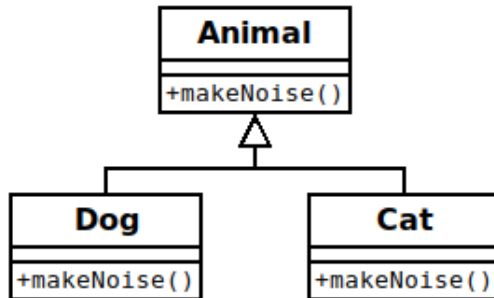 Animal
+makeNoise()
Dog
Cat
+makeNoise()
+makeNoise()